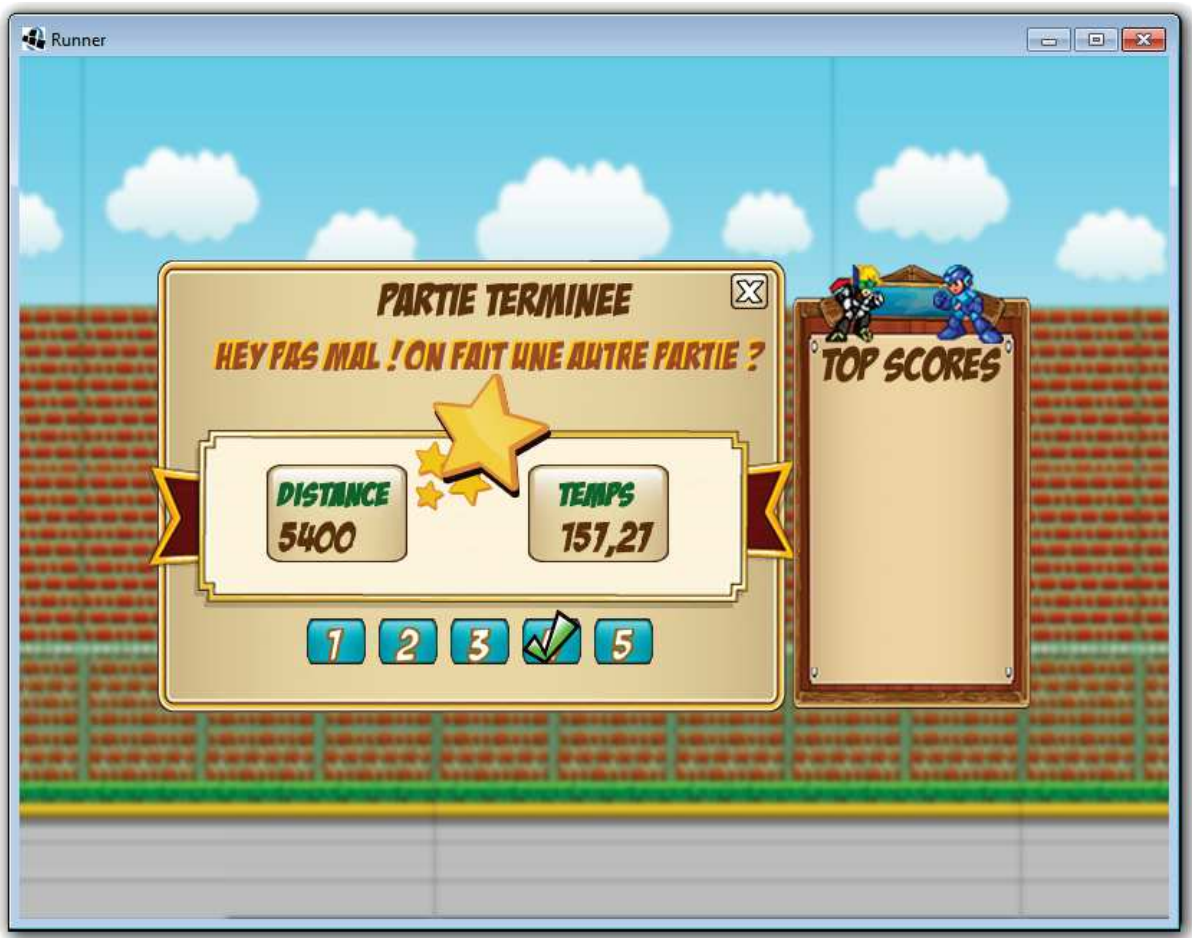 Runner
PARTIE TERMINEE
HEY PAS MAL ! ON FAIT UNE AUTRE PARTIE ?
TOP SCORES
DISTANCE
5400
TEMPS
157,27
1 2 3 5